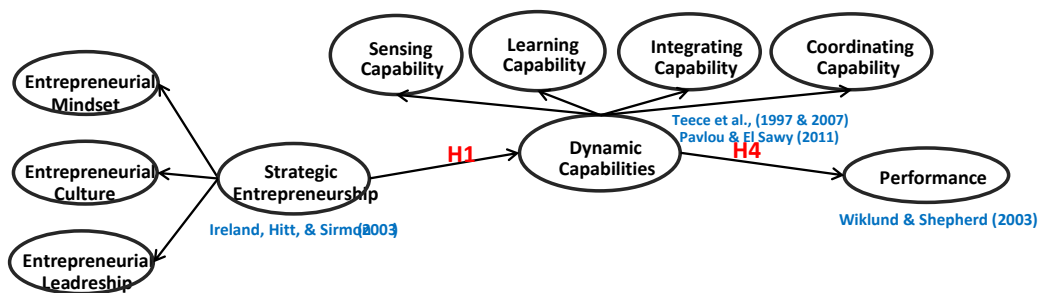 Entrepreneurial
Mindset
Entrepreneurial
Culture
Entrepreneurial
Leadreship
Strategic
Entrepreneurship
Ireland, Hitt, & Sirmon (2003)
H1
Sensing
Capability
Learning
Capability
Integrating
Capability
Coordinating
Capability
Dynamic
Capabilities
Teece et al., (1997 & 2007)
Pavlou & El Sawy (2011)
H4
Performance
Wiklund & Shepherd (2003)